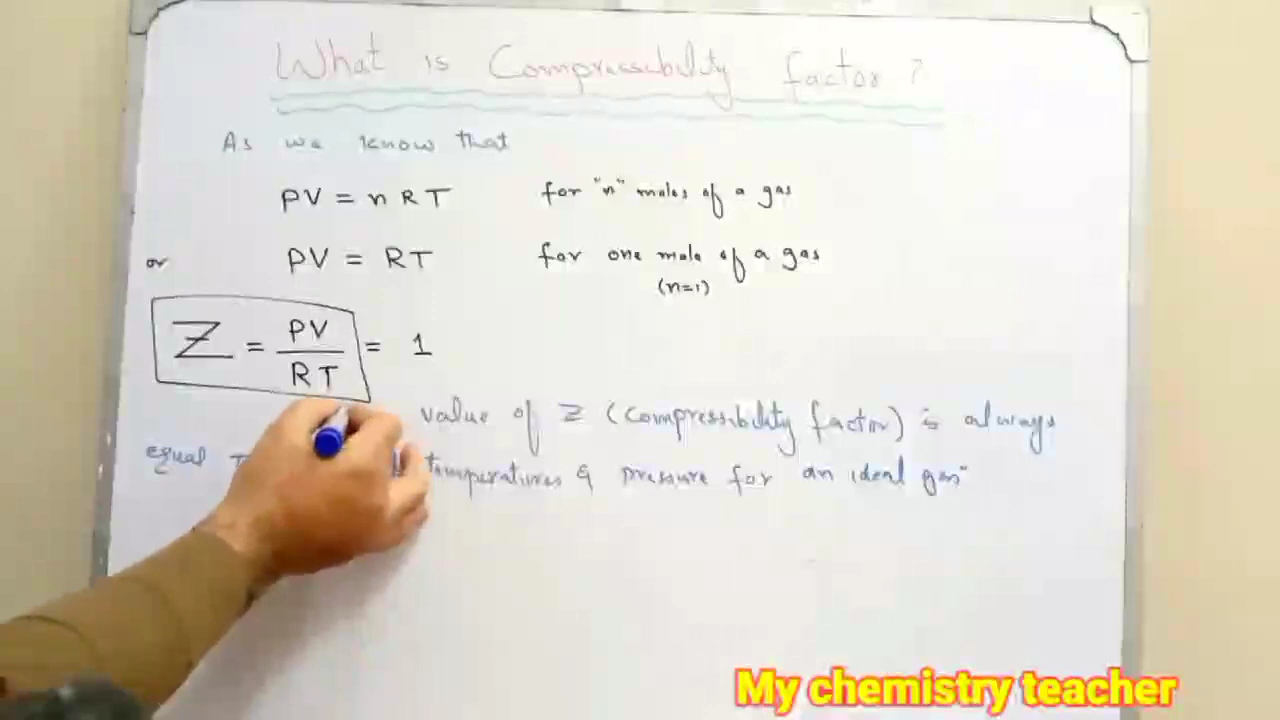 What is Compressibility factor ?
As we know that
PV = n R T for "n" moles of a gas
or PV = RT for one mole of a gas
(n=1)
Z = PV / RT = 1
value of Z (Compressibility factor) is always
equal temperatures & pressure for an ideal gas"
My chemistry teacher